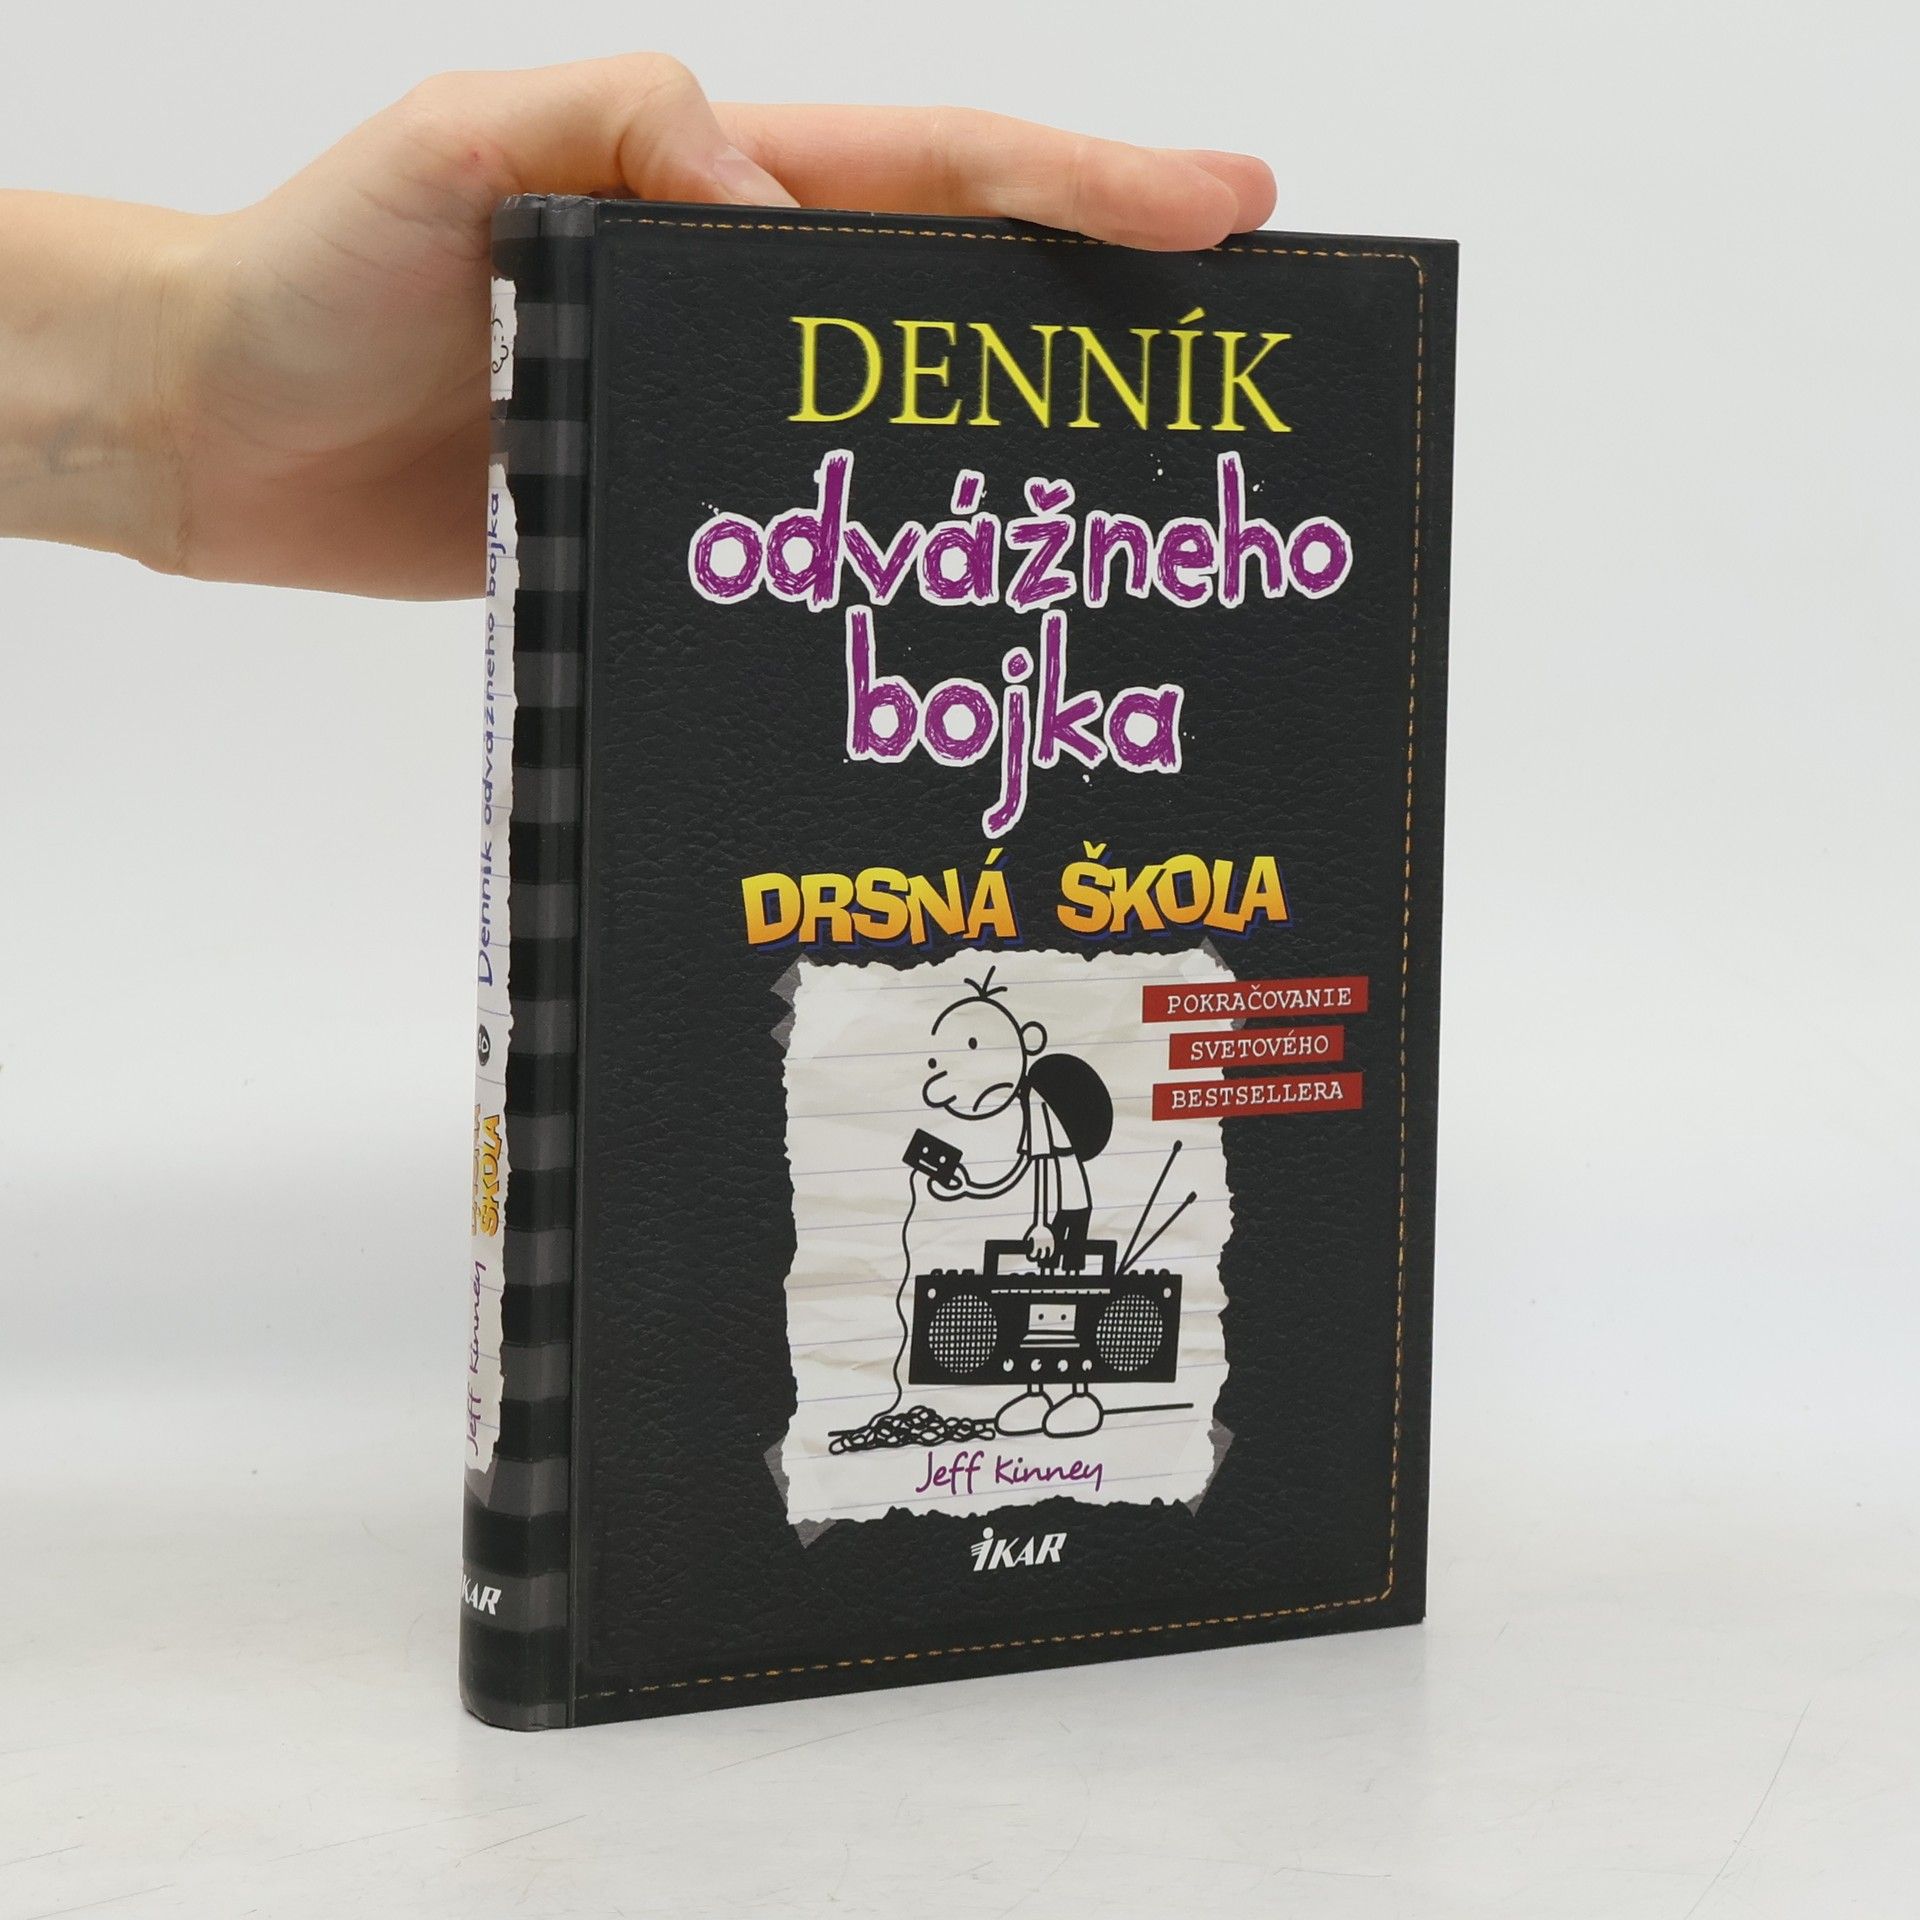 DENNÍK
odvážneho
bojka
DRSNÁ ŠKOLA
POKRAČOVANIE
SVETOVÉHO
BESTSELLERA
Jeff Kinney
IKAR
Denník odvážneho bojka
10
DRSNÁ
ŠKOLA
Jeff Kinney
IKAR